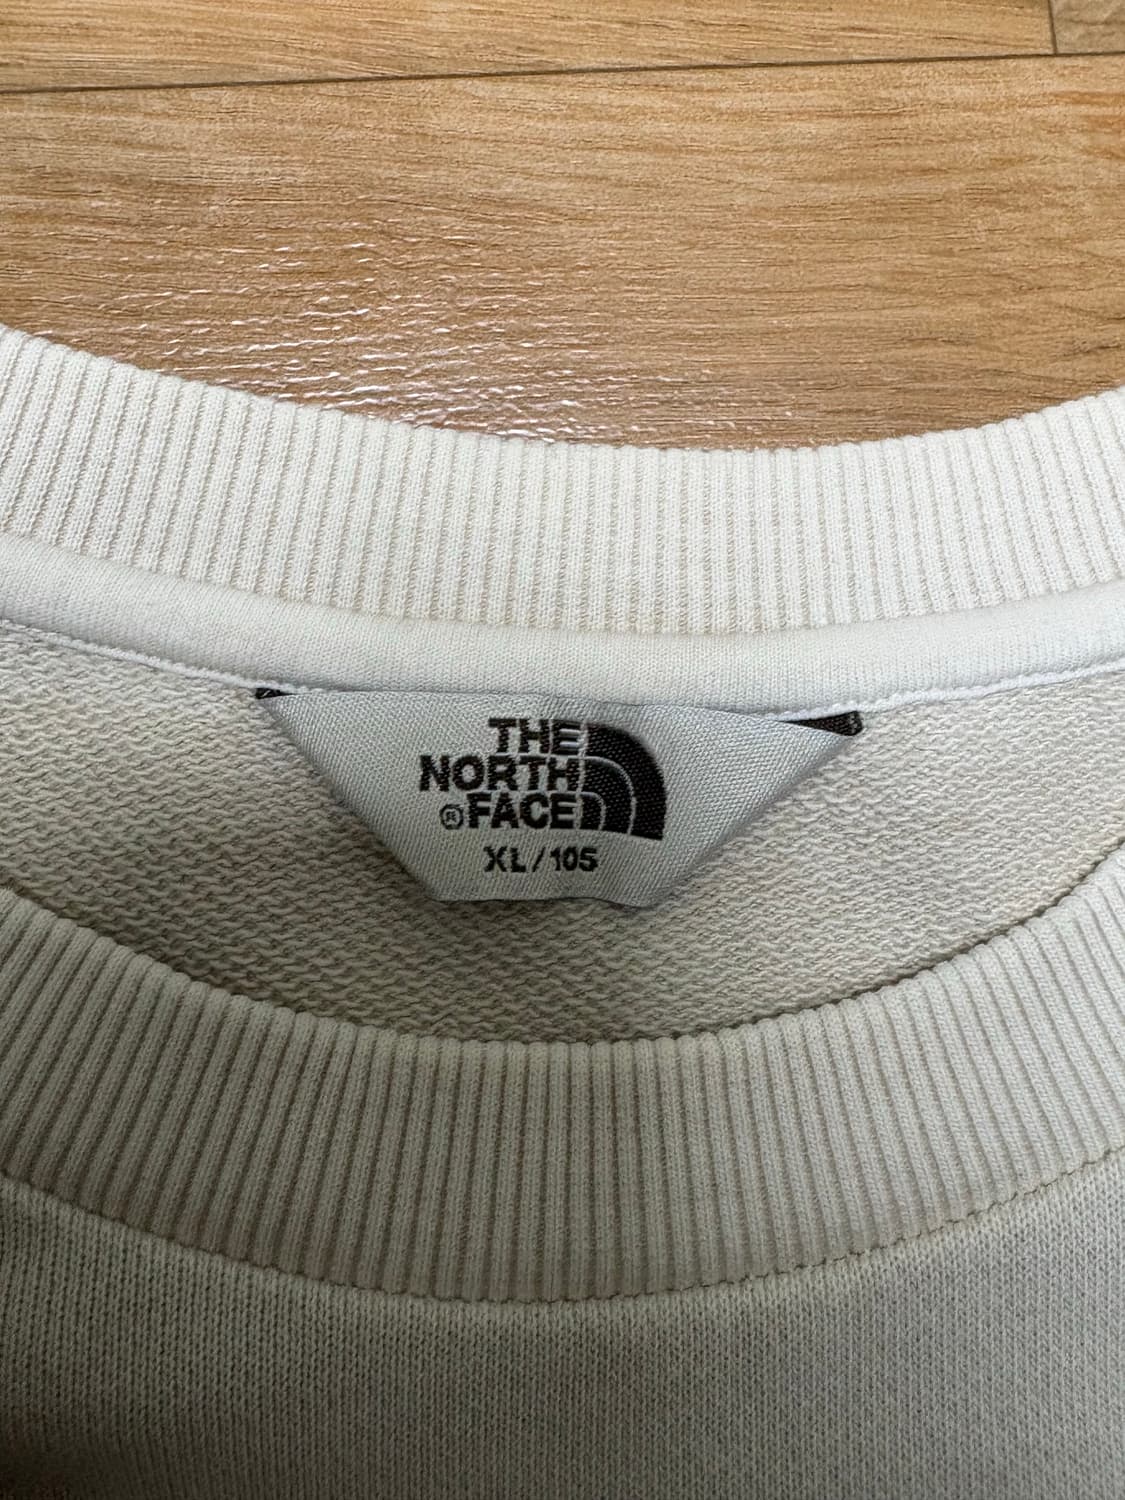 THE
NORTH
®FACE
XL/105